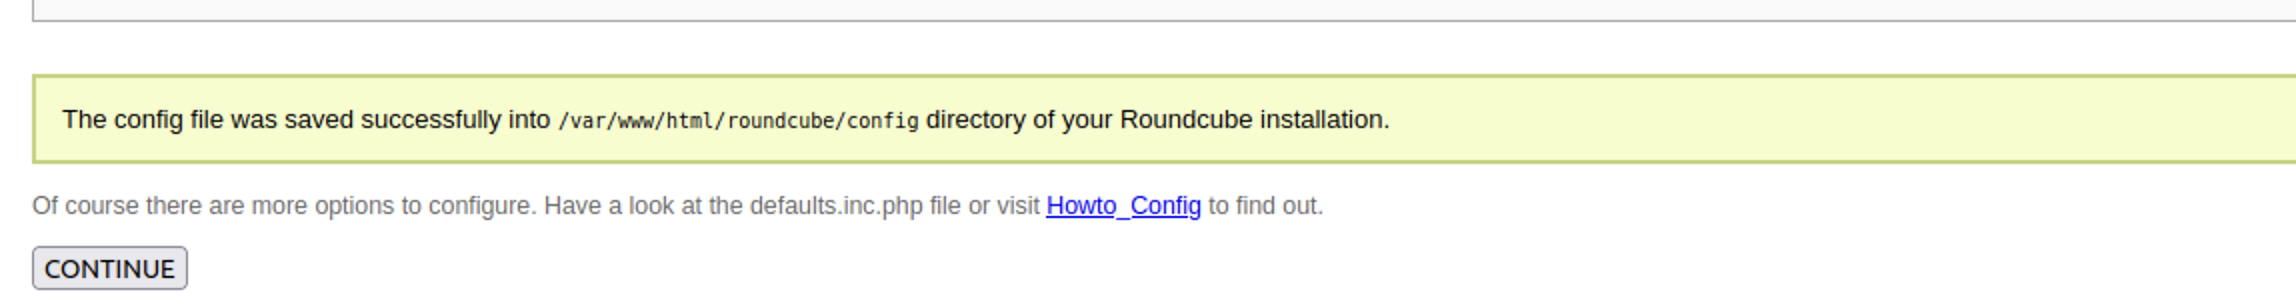 The config file was saved successfully into /var/www/html/roundcube/config directory of your Roundcube installation.
Of course there are more options to configure. Have a look at the defaults.inc.php file or visit Howto_Config to find out.
CONTINUE